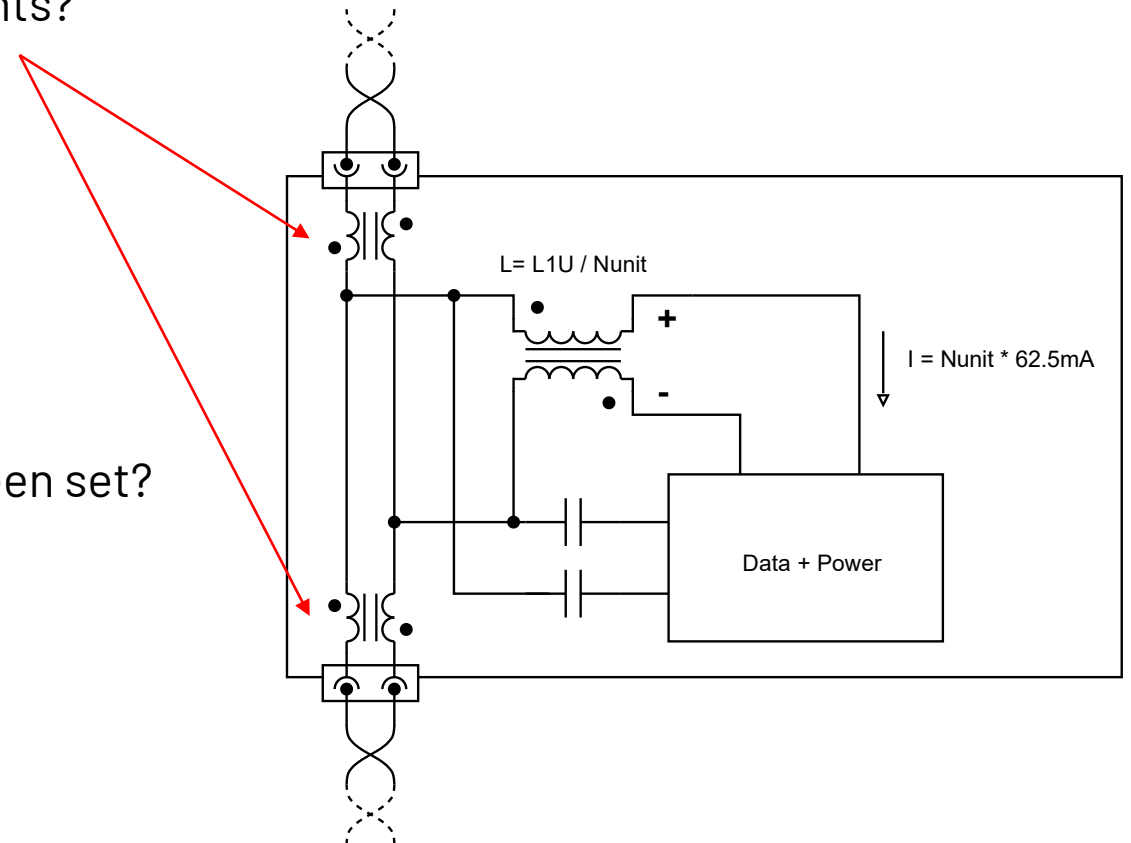 nts?
L= L1U / Nunit
+
I = Nunit * 62.5mA
-
en set?
Data + Power